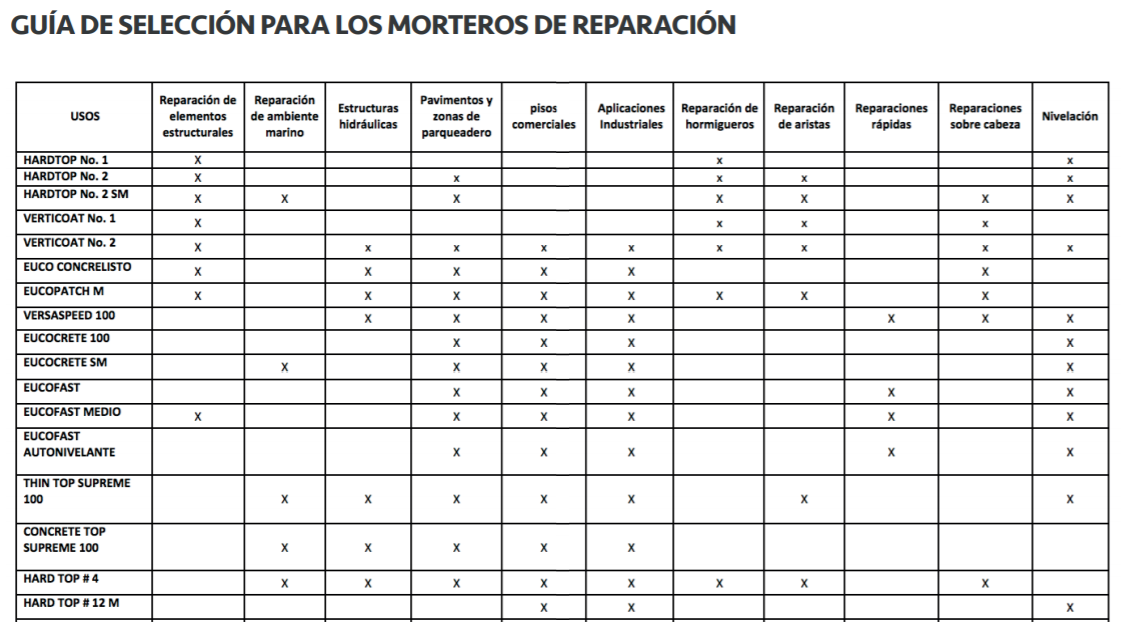 GUÍA DE SELECCIÓN PARA LOS MORTEROS DE REPARACIÓN
USOS | Reparación de elementos estructurales | Reparación de ambiente marino | Estructuras hidráulicas | Pavimentos y zonas de parqueadero | pisos comerciales | Aplicaciones Industriales | Reparación de hormigueros | Reparación de aristas | Reparaciones rápidas | Reparaciones sobre cabeza | Nivelación
HARDTOP No. 1 | X | | | | | | x | | | | x
HARDTOP No. 2 | X | | | x | | | x | x | | | x
HARDTOP No. 2 SM | X | X | | X | | | X | X | | X | X
VERTICOAT No. 1 | X | | | | | | x | x | | x |
VERTICOAT No. 2 | X | | x | x | x | x | x | x | | x | x
EUCO CONCRELISTO | X | | X | X | X | X | | | | X |
EUCOPATCH M | X | | X | X | X | X | X | X | | X |
VERSASPEED 100 | | | X | X | X | X | | | X | X | X
EUCOCRETE 100 | | | | X | X | X | | | | | X
EUCOCRETE SM | | X | | X | X | X | | | | | X
EUCOFAST | | | | X | X | X | | | X | | X
EUCOFAST MEDIO | X | | | X | X | X | | | X | | X
EUCOFAST AUTONIVELANTE | | | | X | X | X | | | X | | X
THIN TOP SUPREME 100 | | X | X | X | X | X | | X | | | X
CONCRETE TOP SUPREME 100 | | X | X | X | X | X | | | | |
HARD TOP # 4 | | X | X | X | X | X | X | X | | X |
HARD TOP # 12 M | | | | | X | X | | | | | X